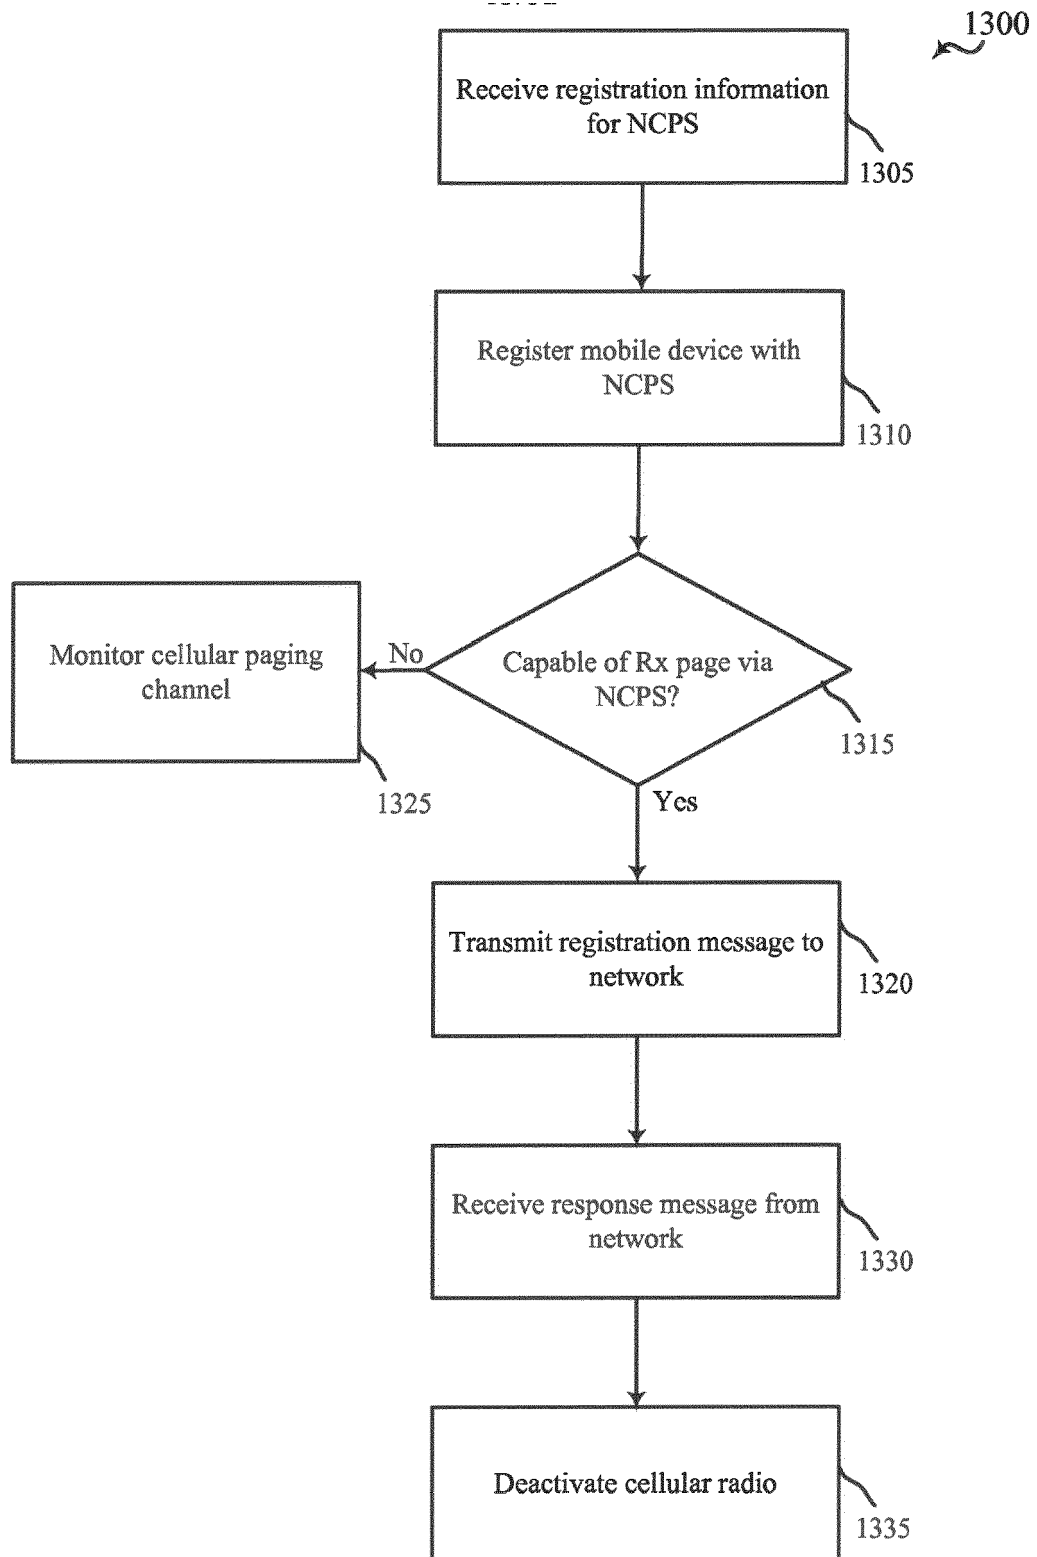 1300
Receive registration information
for NCPS
1305
Register mobile device with
NCPS
1310
Capable of Rx page via
NCPS?
1315
No
Monitor cellular paging
channel
1325
Yes
Transmit registration message to
network
1320
Receive response message from
network
1330
Deactivate cellular radio
1335